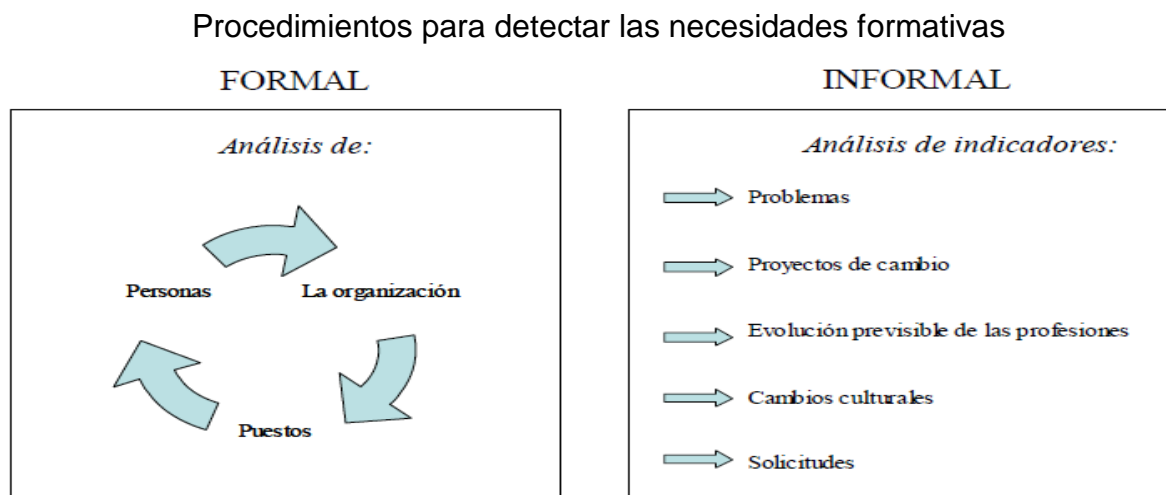 Procedimientos para detectar las necesidades formativas
FORMAL
Análisis de:
Personas
La organización
Puestos
INFORMAL
Análisis de indicadores:
Problemas
Proyectos de cambio
Evolución previsible de las profesiones
Cambios culturales
Solicitudes